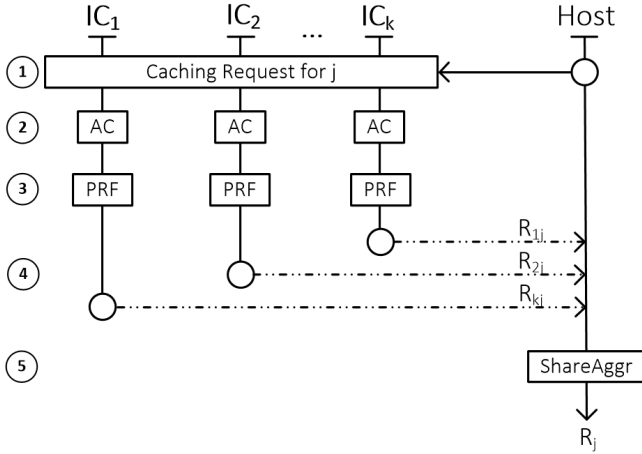 IC₁ IC₂ ... ICₖ Host
1 Caching Request for j
2 AC AC AC
3 PRF PRF PRF
R₁ⱼ
4 R₂ⱼ
Rₖⱼ
5 ShareAggr
Rⱼ